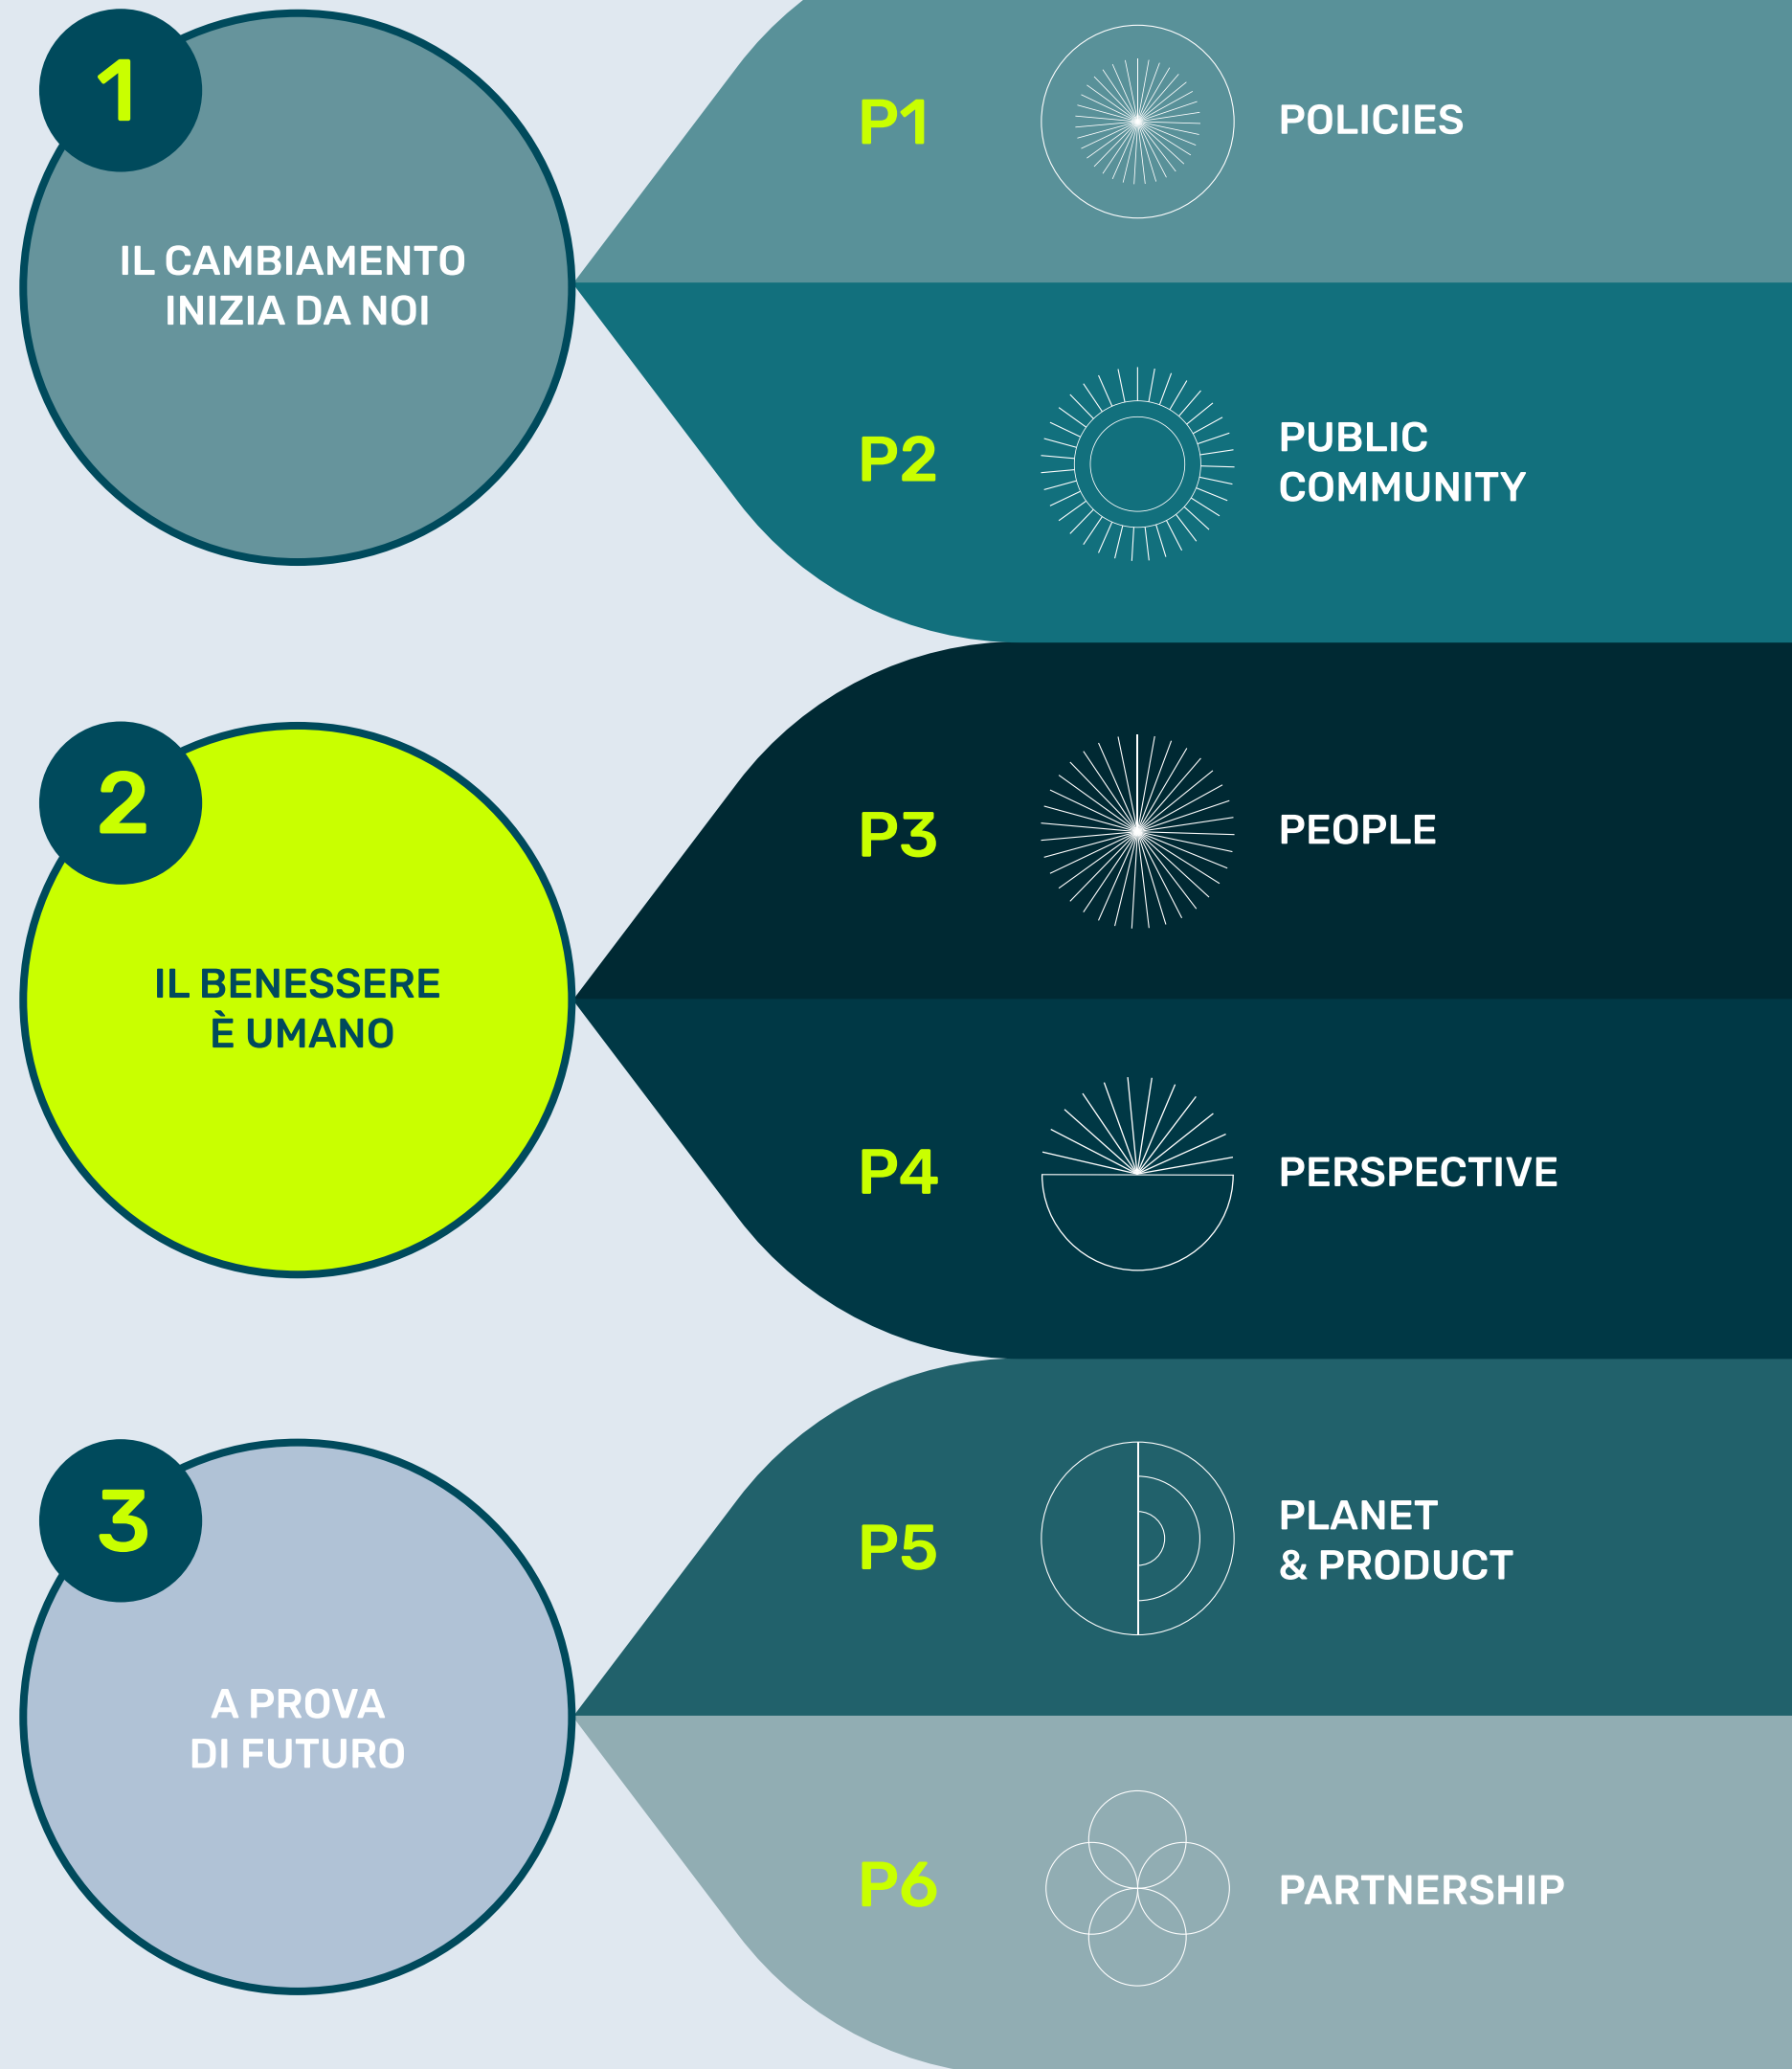 1
IL CAMBIAMENTO
INIZIA DA NOI
P1
POLICIES
P2
PUBLIC
COMMUNITY
2
IL BENESSERE
È UMANO
P3
PEOPLE
P4
PERSPECTIVE
3
A PROVA
DI FUTURO
P5
PLANET
& PRODUCT
P6
PARTNERSHIP